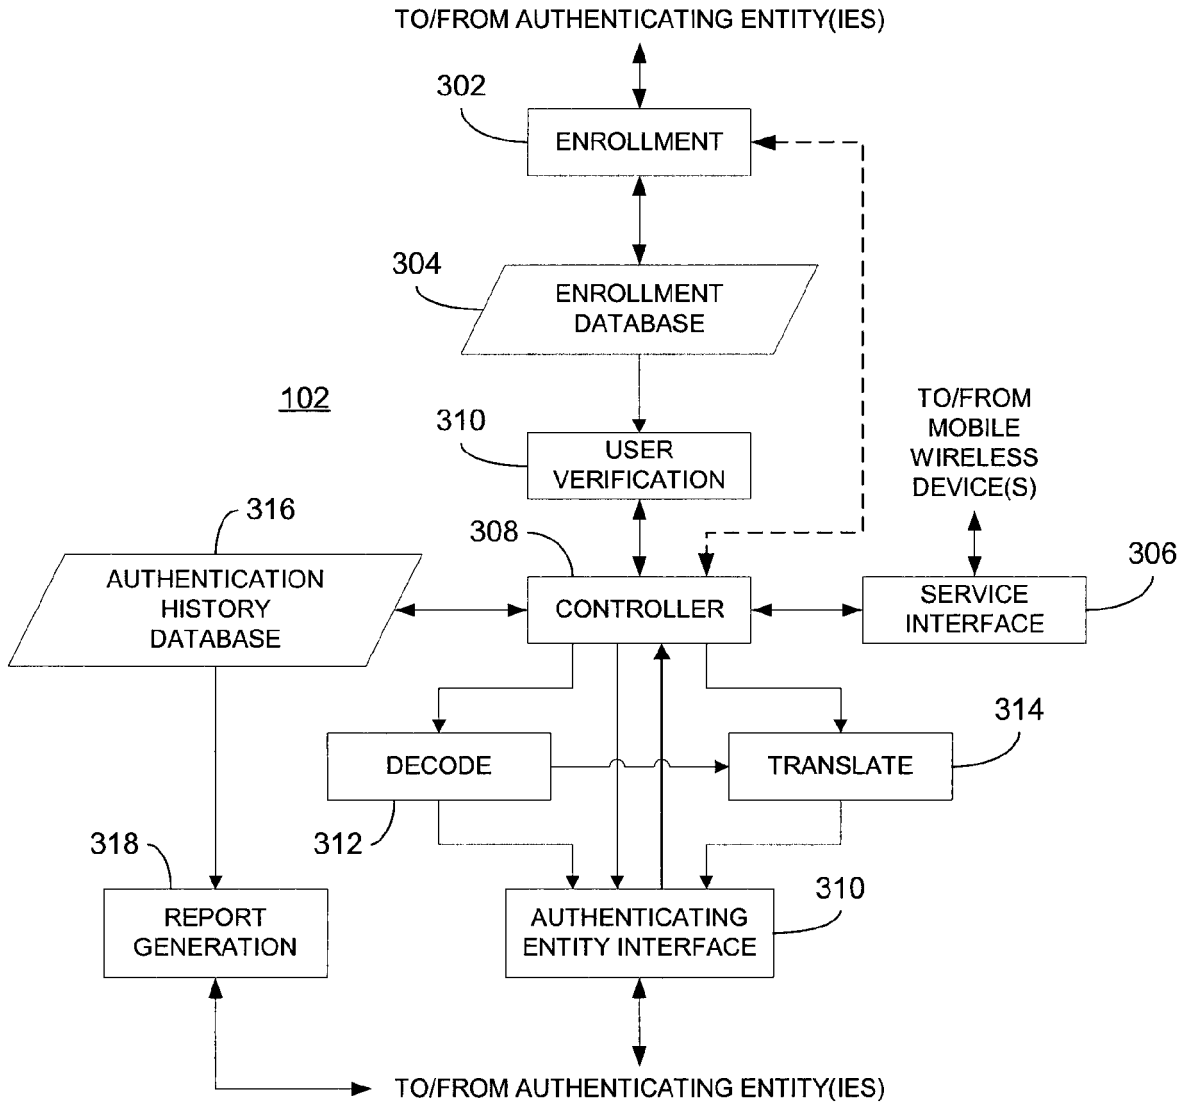 TO/FROM AUTHENTICATING ENTITY(IES)
302
ENROLLMENT
304
ENROLLMENT
DATABASE
102
310
USER
VERIFICATION
TO/FROM
MOBILE
WIRELESS
DEVICE(S)
316
AUTHENTICATION
HISTORY
DATABASE
308
CONTROLLER
306
SERVICE
INTERFACE
DECODE
312
314
TRANSLATE
318
REPORT
GENERATION
310
AUTHENTICATING
ENTITY INTERFACE
TO/FROM AUTHENTICATING ENTITY(IES)